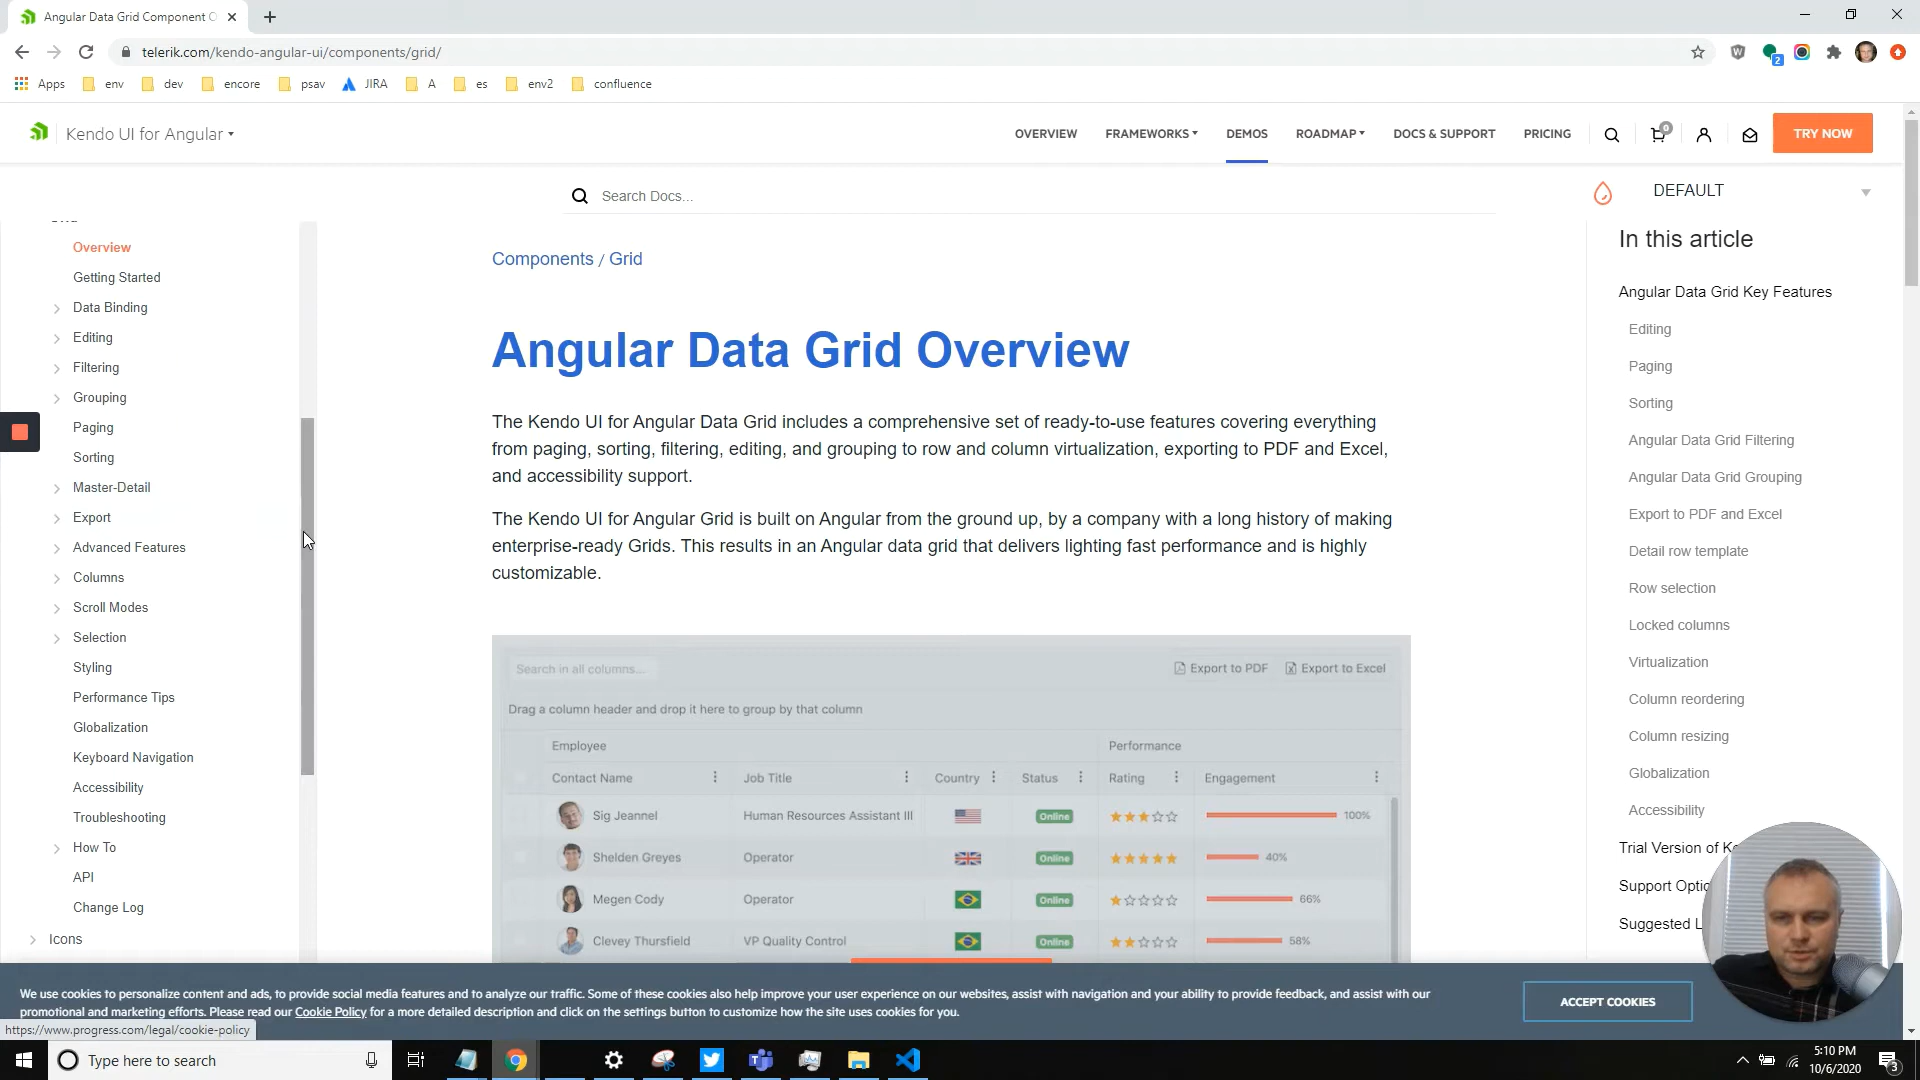 Angular Data Grid Component O
telerik.com/kendo-angular-ui/components/grid/
2
Apps
env
dev
encore
psav
JIRA
A
es
env2
confluence
Kendo UI for Angular
OVERVIEW
FRAMEWORKS
DEMOS
ROADMAP
DOCS & SUPPORT
PRICING
0
TRY NOW
Search Docs...
DEFAULT
Overview
Getting Started
Data Binding
Editing
Filtering
Grouping
Paging
Sorting
Master-Detail
Export
Advanced Features
Columns
Scroll Modes
Selection
Styling
Performance Tips
Globalization
Keyboard Navigation
Accessibility
Troubleshooting
How To
API
Change Log
Icons
Components / Grid
Angular Data Grid Overview
The Kendo UI for Angular Data Grid includes a comprehensive set of ready-to-use features covering everything
from paging, sorting, filtering, editing, and grouping to row and column virtualization, exporting to PDF and Excel,
and accessibility support.
The Kendo UI for Angular Grid is built on Angular from the ground up, by a company with a long history of making
enterprise-ready Grids. This results in an Angular data grid that delivers lighting fast performance and is highly
customizable.
Search in all columns...
Export to PDF
Export to Excel
Drag a column header and drop it here to group by that column
Employee
Performance
Contact Name
Job Title
Country
Status
Rating
Engagement
Sig Jeannel
Human Resources Assistant III
Online
100%
Shelden Greyes
Operator
Online
40%
Megen Cody
Operator
Online
66%
Clevey Thursfield
VP Quality Control
Online
58%
In this article
Angular Data Grid Key Features
Editing
Paging
Sorting
Angular Data Grid Filtering
Angular Data Grid Grouping
Export to PDF and Excel
Detail row template
Row selection
Locked columns
Virtualization
Column reordering
Column resizing
Globalization
Accessibility
Trial Version of
Support
Suggested
We use cookies to personalize content and ads, to provide social media features and to analyze our traffic. Some of these cookies also help improve your user experience on our websites, assist with navigation and your ability to provide feedback, and assist with our
promotional and marketing efforts. Please read our Cookie Policy for a more detailed description and click on the settings button to customize how the site uses cookies for you.
ACCEPT COOKIES
https://www.progress.com/legal/cookie-policy
Type here to search
5:10 PM
10/6/2020
3